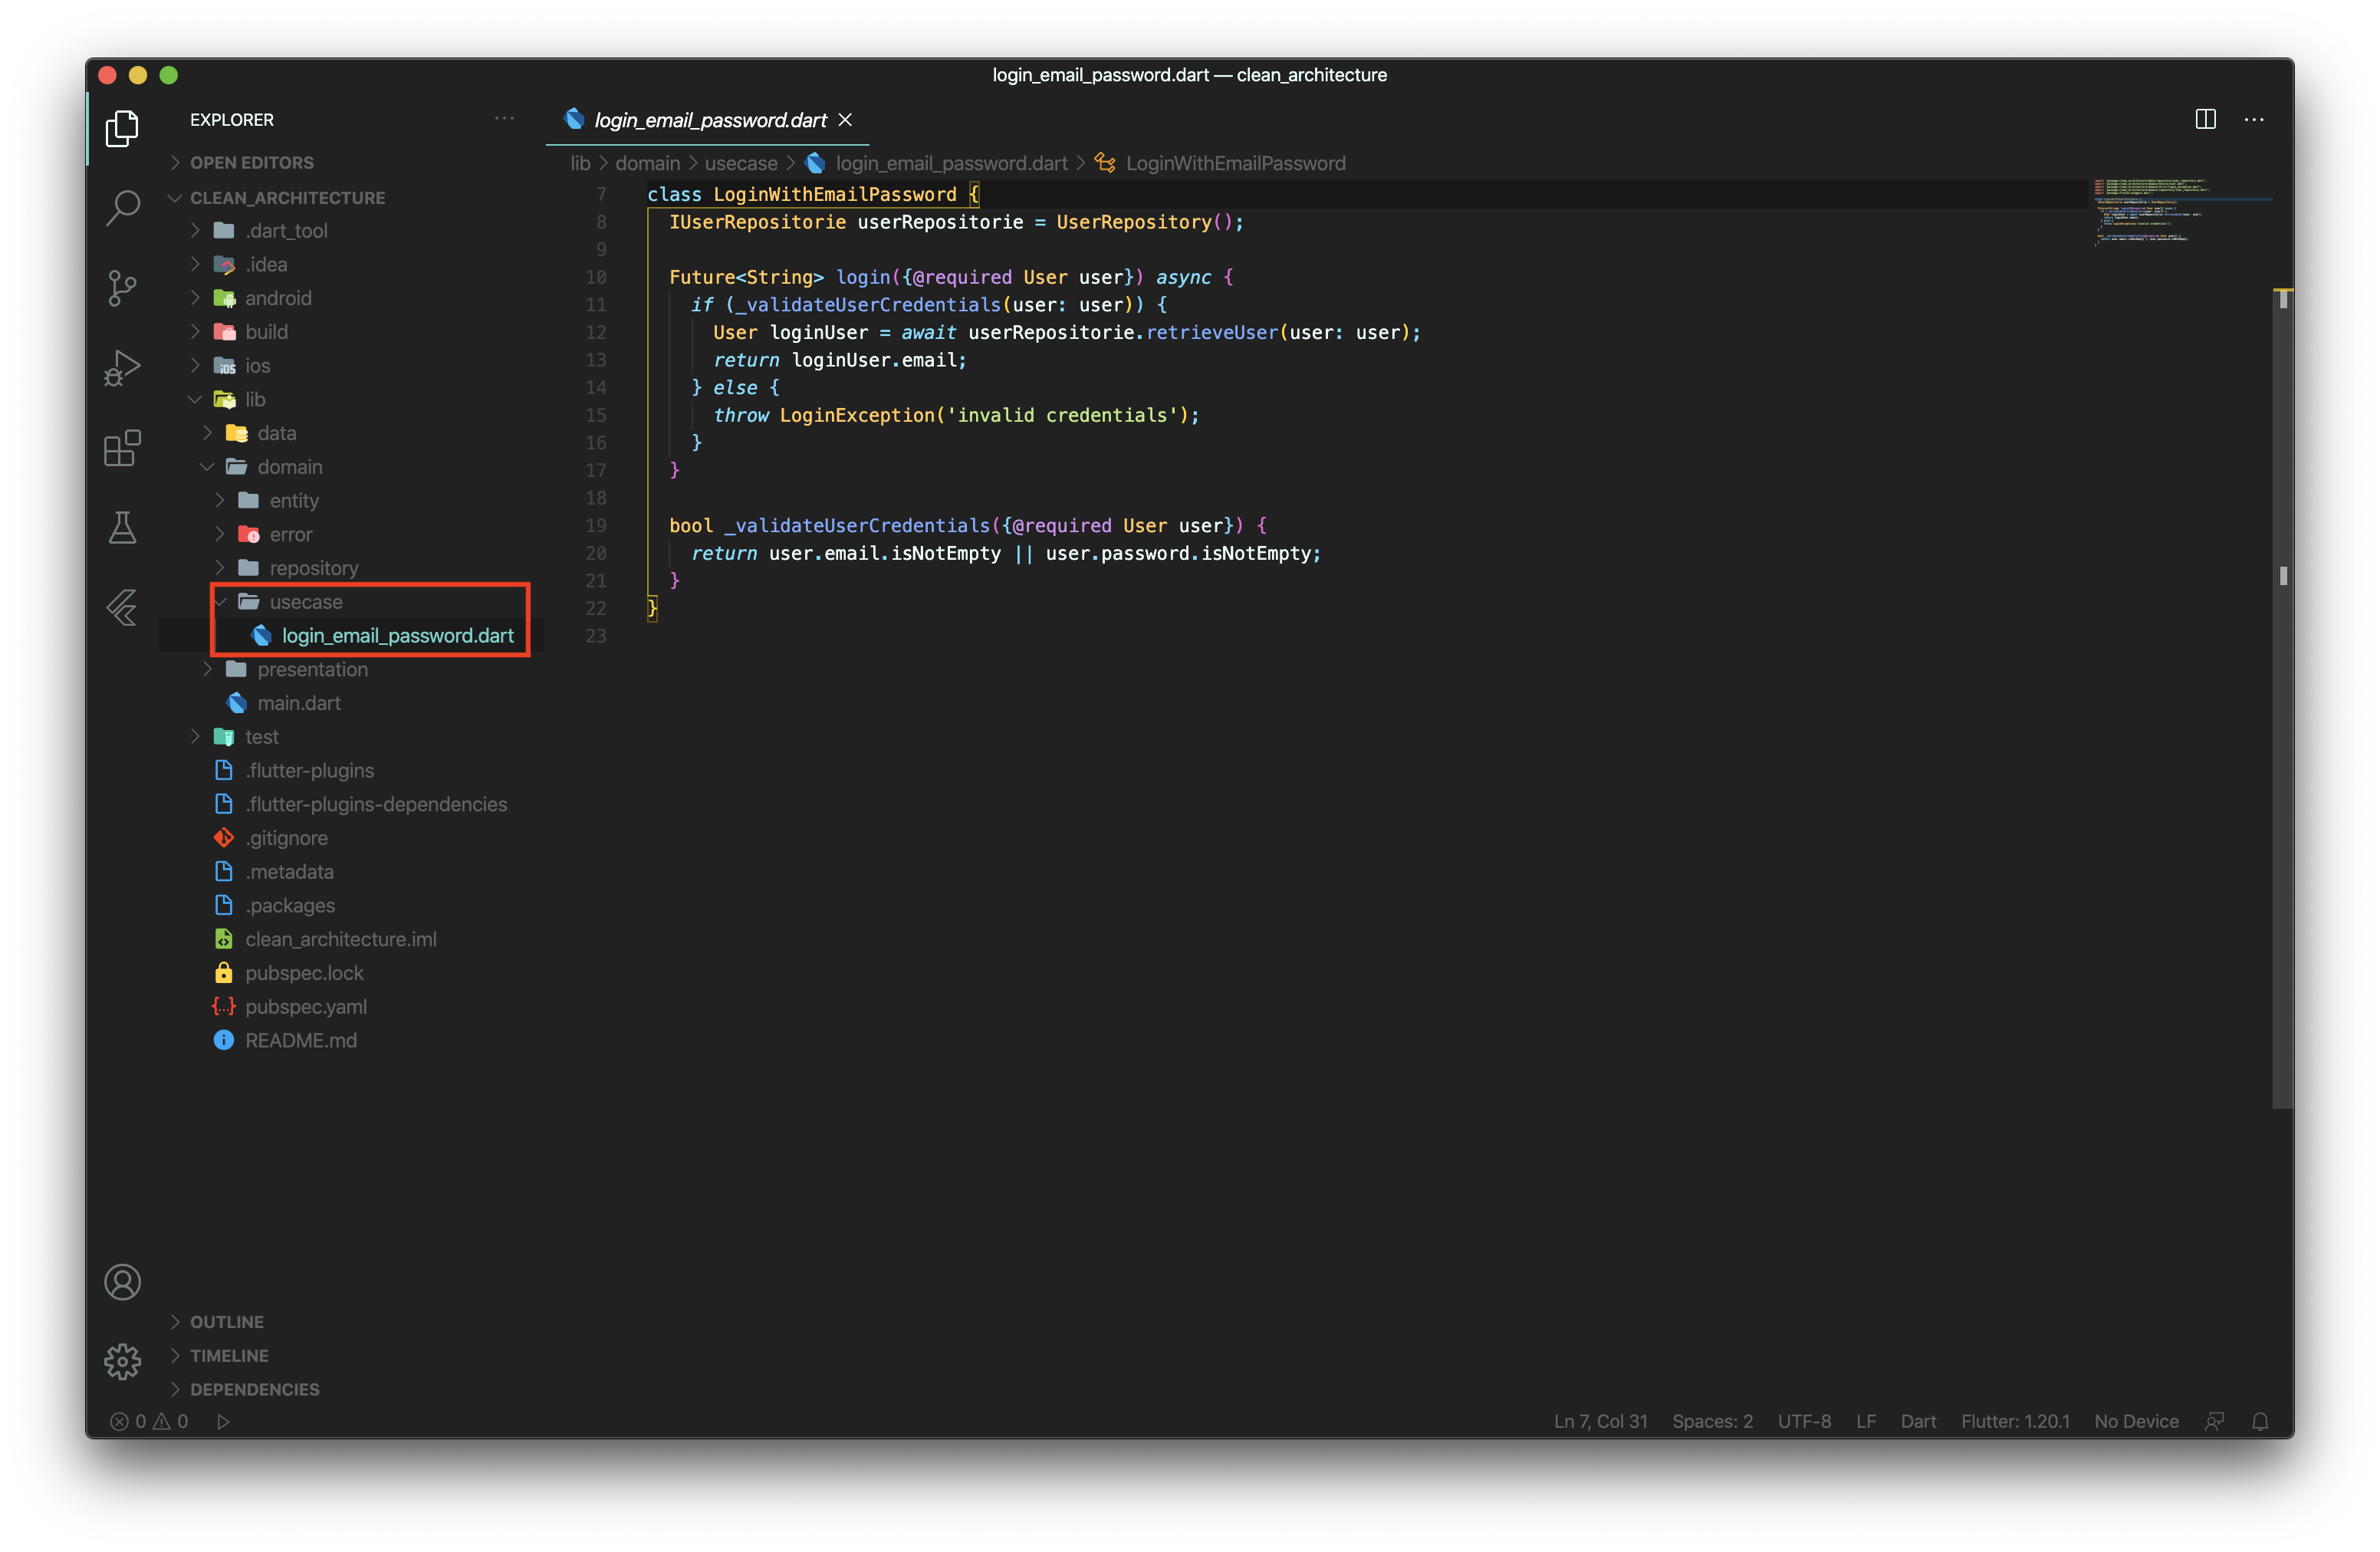 login_email_password.dart — clean_architecture
EXPLORER
OPEN EDITORS
CLEAN_ARCHITECTURE
.dart_tool
.idea
android
build
ios
lib
data
domain
entity
error
repository
usecase
login_email_password.dart
presentation
main.dart
test
.flutter-plugins
.flutter-plugins-dependencies
.gitignore
.metadata
.packages
clean_architecture.iml
pubspec.lock
pubspec.yaml
README.md
OUTLINE
TIMELINE
DEPENDENCIES
login_email_password.dart
lib > domain > usecase > login_email_password.dart > LoginWithEmailPassword
7 class LoginWithEmailPassword {
8 IUserRepositorie userRepositorie = UserRepository();
9
10 Future<String> login({@required User user}) async {
11 if (_validateUserCredentials(user: user)) {
12 User loginUser = await userRepositorie.retrieveUser(user: user);
13 return loginUser.email;
14 } else {
15 throw LoginException('invalid credentials');
16 }
17 }
18
19 bool _validateUserCredentials({@required User user}) {
20 return user.email.isNotEmpty || user.password.isNotEmpty;
21 }
22 }
23
0 0
Ln 7, Col 31 Spaces: 2 UTF-8 LF Dart Flutter: 1.20.1 No Device